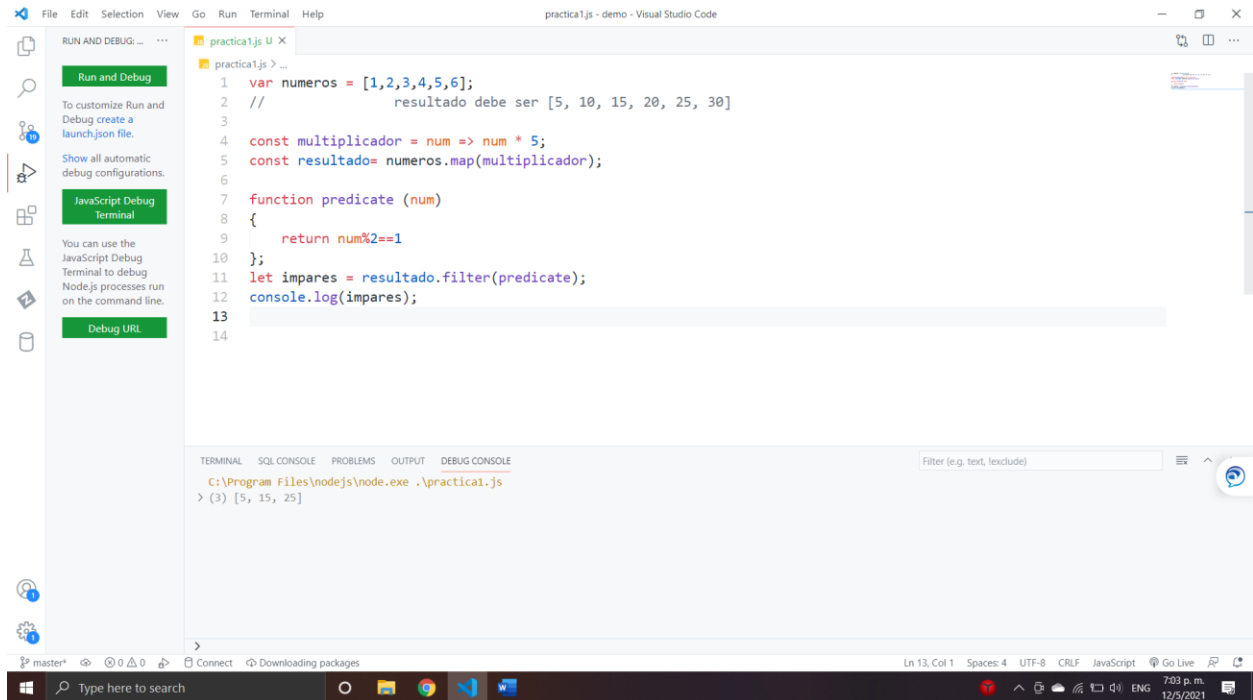 File Edit Selection View Go Run Terminal Help practica1.js - demo - Visual Studio Code
RUN AND DEBUG: ... ...
Run and Debug
To customize Run and
Debug create a
launch.json file.
Show all automatic
debug configurations.
JavaScript Debug
Terminal
You can use the
JavaScript Debug
Terminal to debug
Node.js processes run
on the command line.
Debug URL
19
1
1
practica1.js U
practica1.js > ...
1 var numeros = [1,2,3,4,5,6];
2 // resultado debe ser [5, 10, 15, 20, 25, 30]
3
4 const multiplicador = num => num * 5;
5 const resultado= numeros.map(multiplicador);
6
7 function predicate (num)
8 {
9 return num%2==1
10 };
11 let impares = resultado.filter(predicate);
12 console.log(impares);
13
14
TERMINAL SQL CONSOLE PROBLEMS OUTPUT DEBUG CONSOLE Filter (e.g. text, !exclude)
C:\Program Files\nodejs\node.exe .\practica1.js
> (3) [5, 15, 25]
>
master* 0 0 Connect Downloading packages Ln 13, Col 1 Spaces: 4 UTF-8 CRLF JavaScript Go Live
Type here to search ENG 7:03 p. m.
12/5/2021